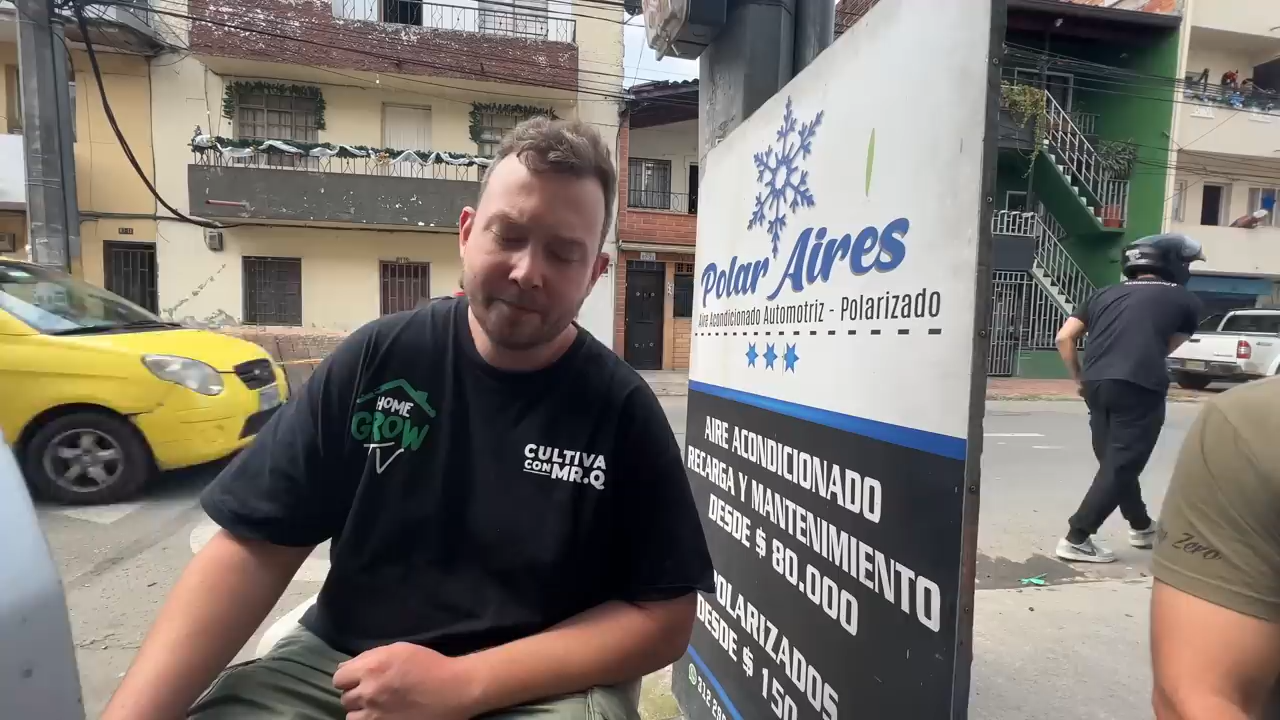 Polar Aires
Aire Acondicionado Automotriz - Polarizado
AIRE ACONDICIONADO
RECARGA Y MANTENIMIENTO
DESDE $ 80.000
POLARIZADOS
DESDE $ 150
HOME
GROW
TV
CULTIVA
CON MR.Q
Zero